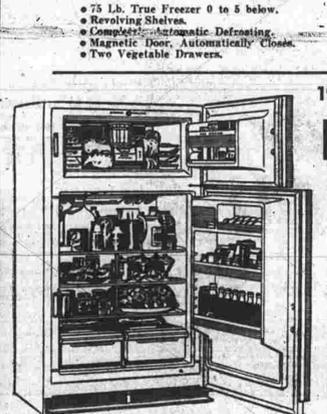 • 75 Lb. True Freezer 0 to 5 below.
• Revolving Shelves.
• Completely Automatic Defrosting.
• Magnetic Door, Automatically Closes.
• Two Vegetable Drawers.